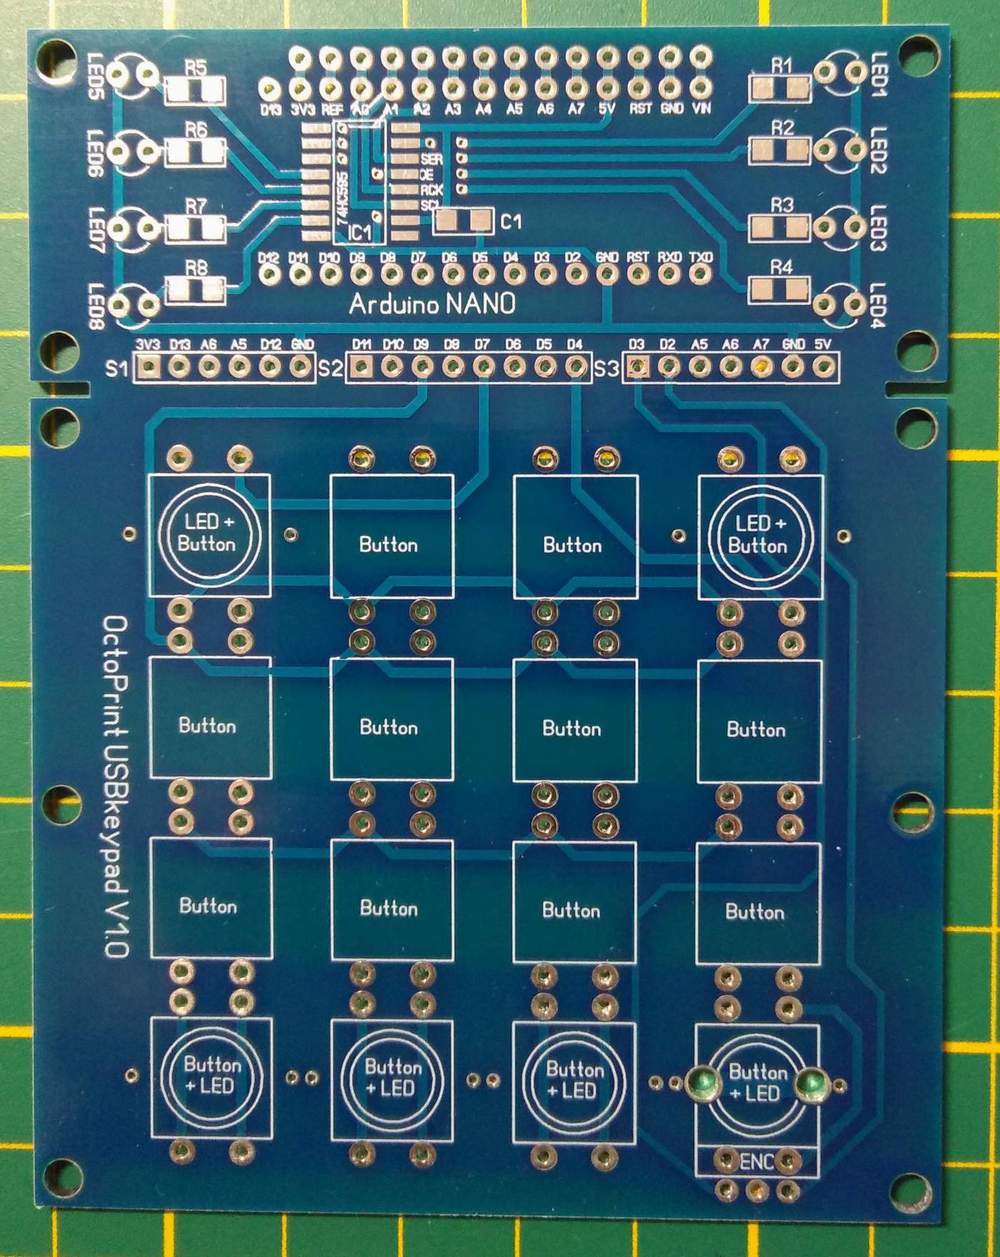 LED5
R5
D13 3V3 REF A0 A1 A2 A3 A4 A5 A6 A7 5V RST GND VIN
R1
LED1
LED6
R6
74HC595
IC1
SER
OE
RCK
SCL
C1
R2
LED2
LED7
R7
R3
LED3
LED8
R8
D12 D11 D10 D9 D8 D7 D6 D5 D4 D3 D2 GND RST RXD TXD
R4
LED4
Arduino NANO
S1 3V3 D13 A6 A5 D12 GND
S2 D11 D10 D9 D8 D7 D6 D5 D4
S3 D3 D2 A5 A6 A7 GND 5V
LED +
Button
Button
Button
LED +
Button
OctoPrint USBkeypad V1.0
Button
Button
Button
Button
Button
Button
Button
Button
Button
+ LED
Button
+ LED
Button
+ LED
Button
+ LED
ENC